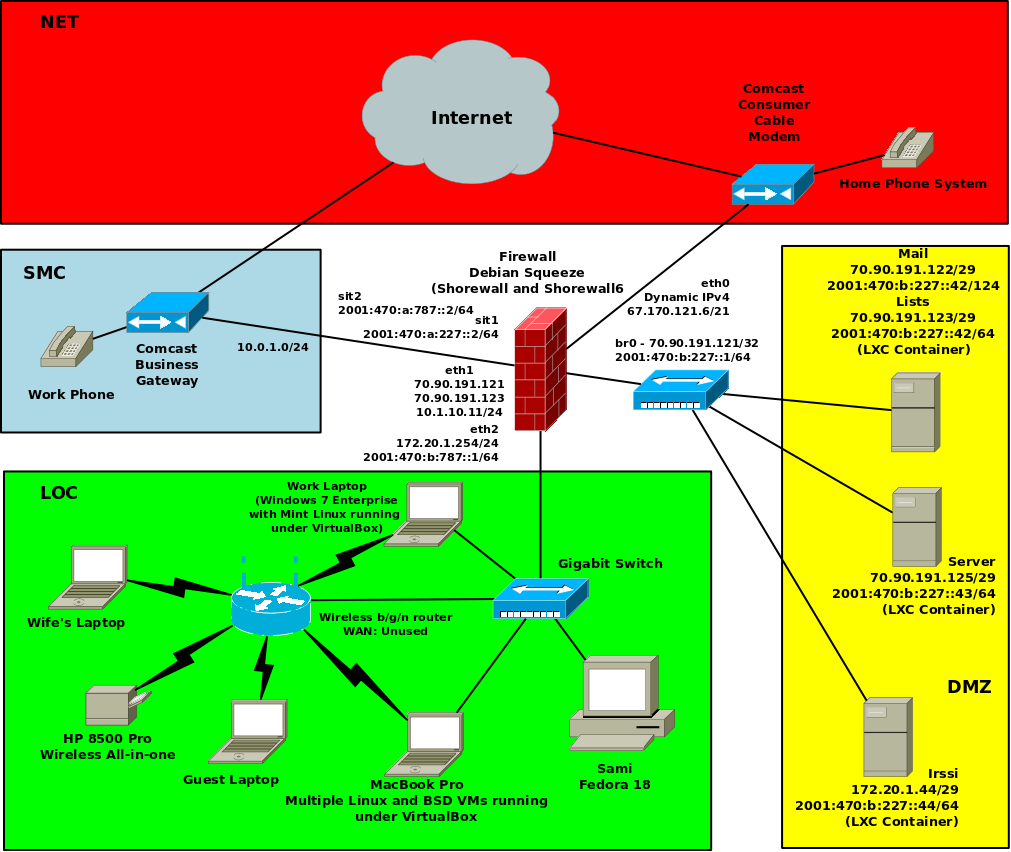 NET
Internet
Comcast
Consumer
Cable
Modem
Home Phone System
SMC
Comcast
Business
Gateway
Work Phone
10.0.1.0/24
Firewall
Debian Squeeze
(Shorewall and Shorewall6
sit2
2001:470:a:787::2/64
sit1
2001:470:a:227::2/64
eth0
Dynamic IPv4
67.170.121.6/21
br0 - 70.90.191.121/32
2001:470:b:227::1/64
eth1
70.90.191.121
70.90.191.123
10.1.10.11/24
eth2
172.20.1.254/24
2001:470:b:787::1/64
Mail
70.90.191.122/29
2001:470:b:227::42/124
Lists
70.90.191.123/29
2001:470:b:227::42/64
(LXC Container)
Server
70.90.191.125/29
2001:470:b:227::43/64
(LXC Container)
DMZ
Irssi
172.20.1.44/29
2001:470:b:227::44/64
(LXC Container)
LOC
Work Laptop
(Windows 7 Enterprise
with Mint Linux running
under VirtualBox)
Gigabit Switch
Wife's Laptop
Wireless b/g/n router
WAN: Unused
HP 8500 Pro
Wireless All-in-one
Guest Laptop
MacBook Pro
Multiple Linux and BSD VMs running
under VirtualBox
Sami
Fedora 18